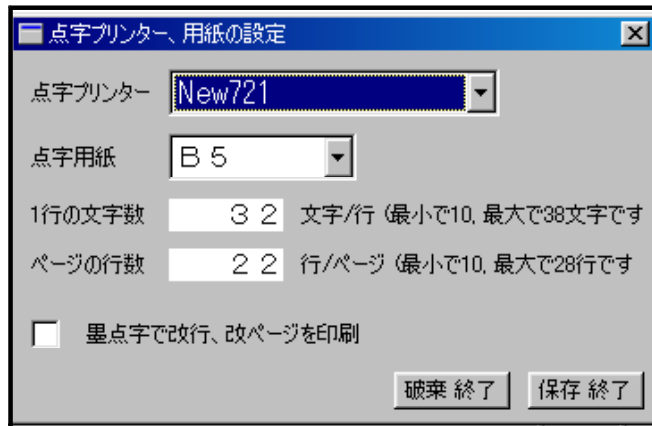 点字プリンター、用紙の設定
点字プリンター New721
点字用紙 B5
1行の文字数 32 文字/行 (最小で10, 最大で38文字です
ページの行数 22 行/ページ (最小で10, 最大で28行です
墨点字で改行、改ページを印刷
破棄 終了 保存 終了